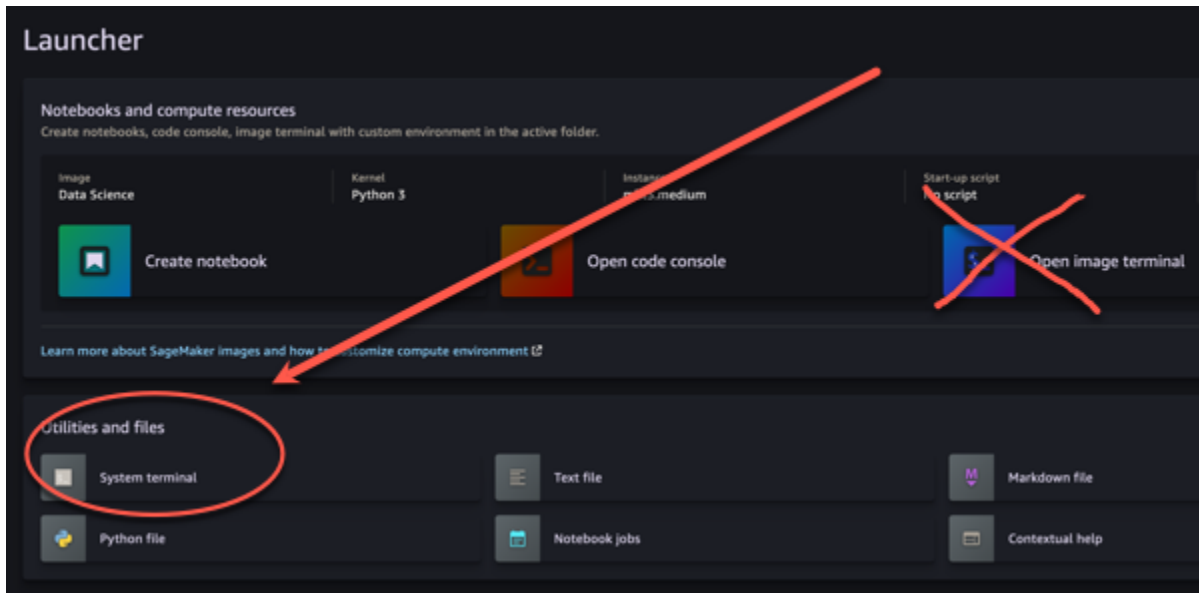 Launcher
Notebooks and compute resources
Create notebooks, code console, image terminal with custom environment in the active folder.
Image Kernel Start-up script
Data Science Python 3 script
Create notebook Open code console Open image terminal
Learn more about SageMaker images and how to customize compute environment
Utilities and files
System terminal Text file Markdown file
Python file Notebook jobs Contextual help